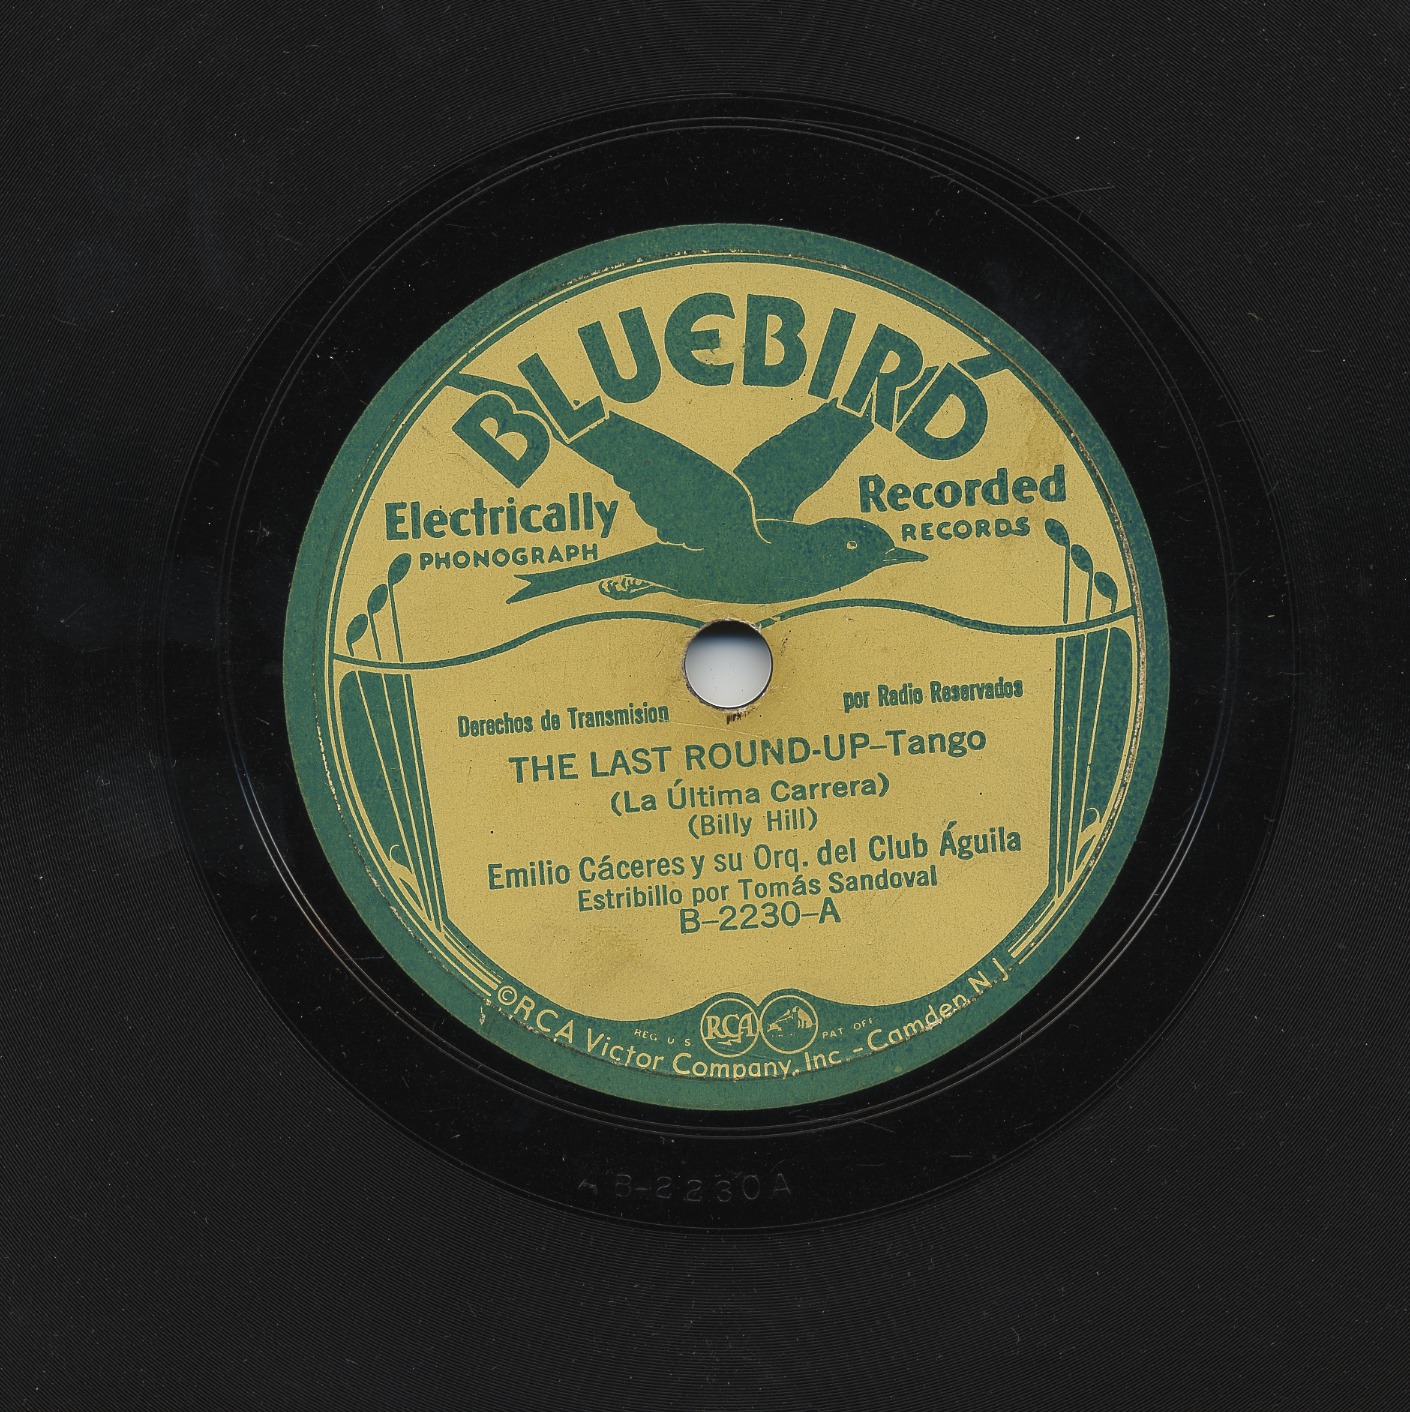 BLUEBIRD
Electrically Recorded
PHONOGRAPH RECORDS
Derechos de Transmision por Radio Reservados
THE LAST ROUND-UP–Tango
(La Última Carrera)
(Billy Hill)
Emilio Cáceres y su Orq. del Club Águila
Estribillo por Tomás Sandoval
B–2230–A
REG U S RCA PAT OFF
©RCA Victor Company, Inc.-Camden, N.J.
A B-2230A